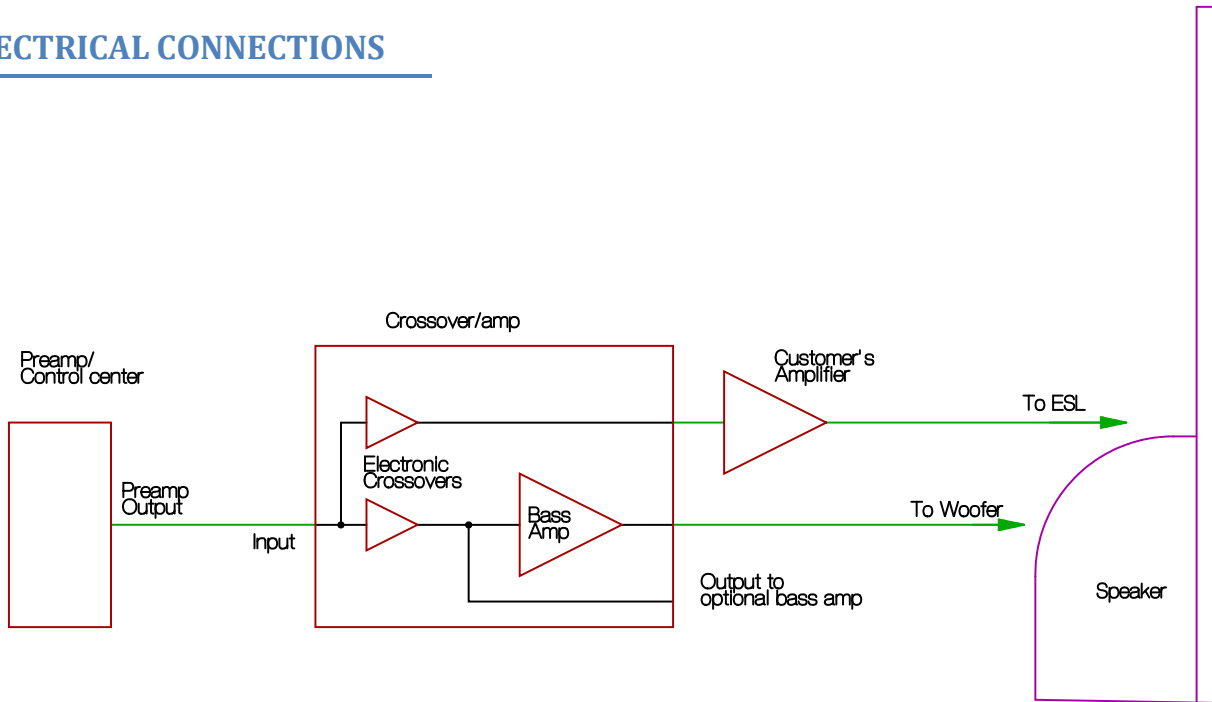 ECTRICAL CONNECTIONS
Crossover/amp
Preamp/
Control center
Customer's
Amplifier
To ESL
Electronic
Crossovers
Preamp
Output
Bass
Amp
To Woofer
Input
Output to
optional bass amp
Speaker